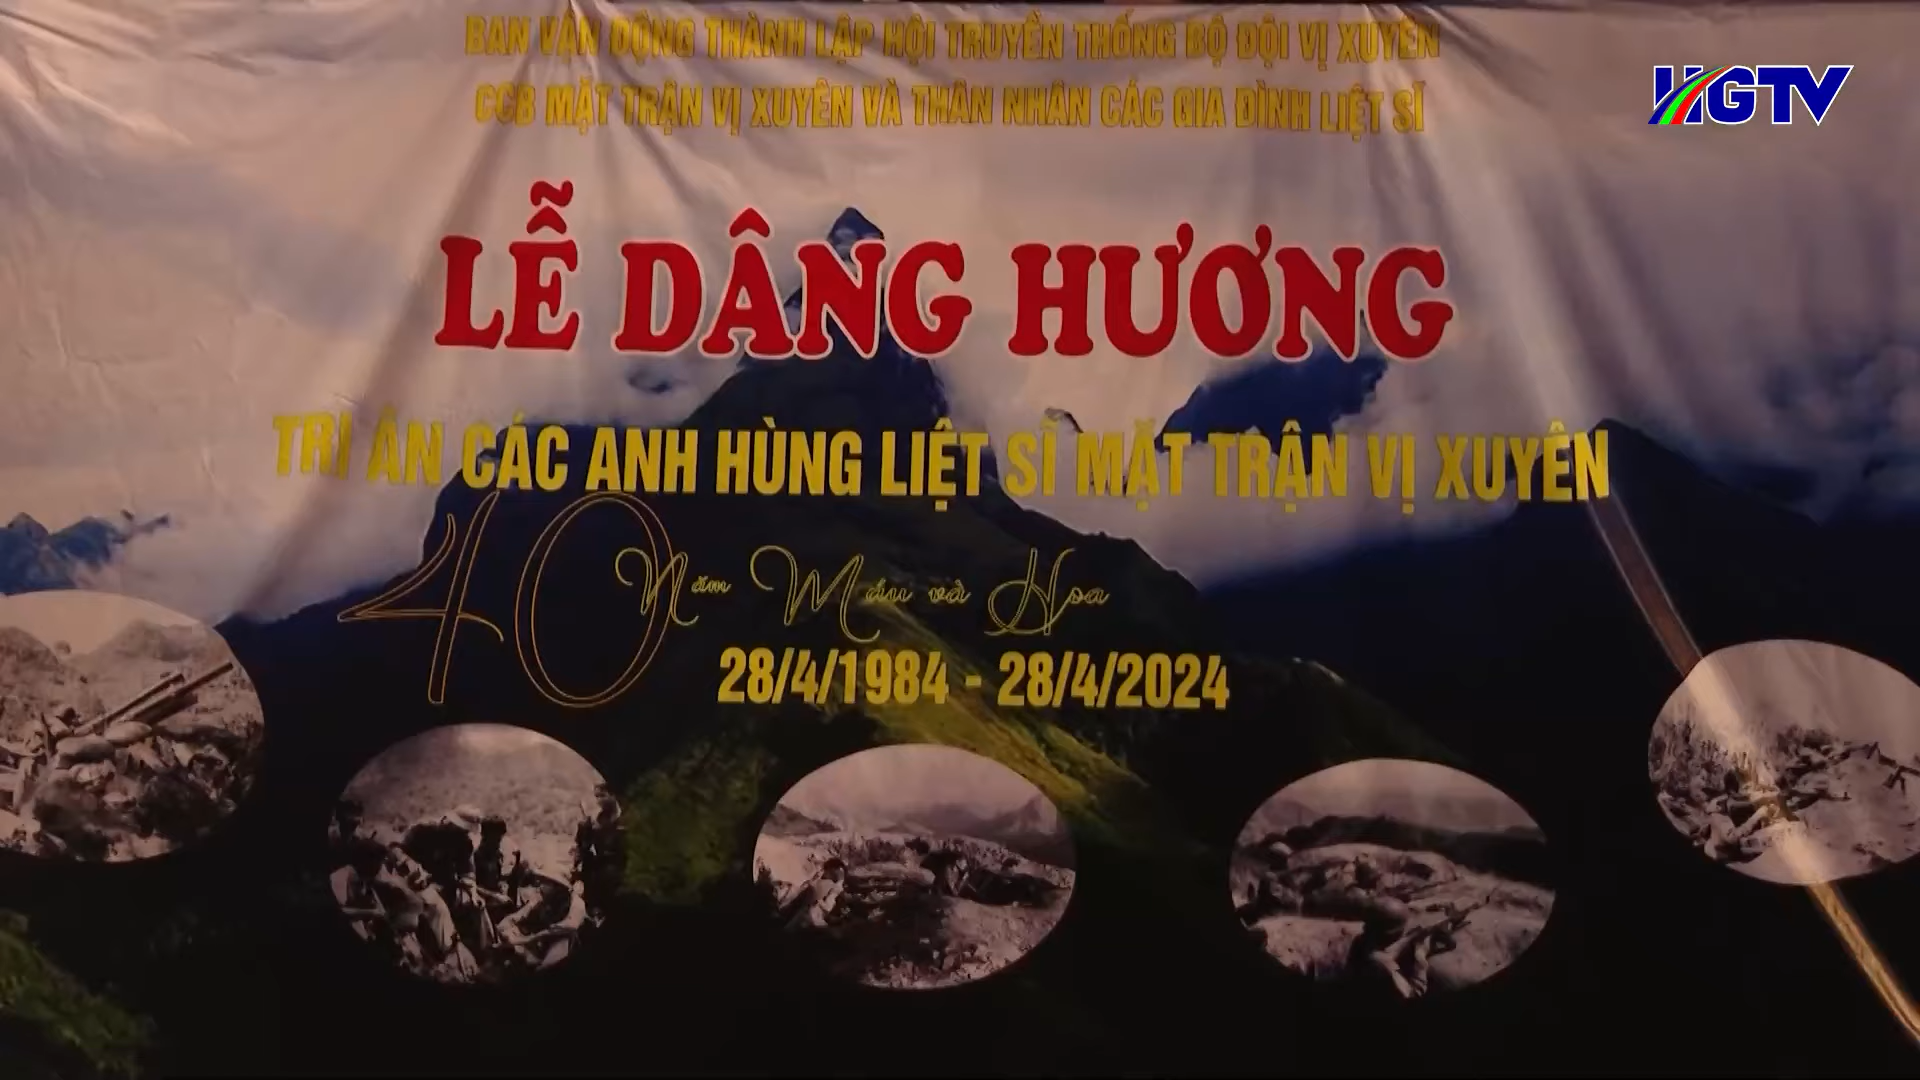 BAN VẬN ĐỘNG THÀNH LẬP HỘI TRUYỀN THỐNG BỘ ĐỘI VỊ XUYÊN
CCB MẶT TRẬN VỊ XUYÊN VÀ THÂN NHÂN CÁC GIA ĐÌNH LIỆT SĨ
HGTV
LỄ DÂNG HƯƠNG
TRI ÂN CÁC ANH HÙNG LIỆT SĨ MẶT TRẬN VỊ XUYÊN
40 Năm Máu và Hoa
28/4/1984 - 28/4/2024